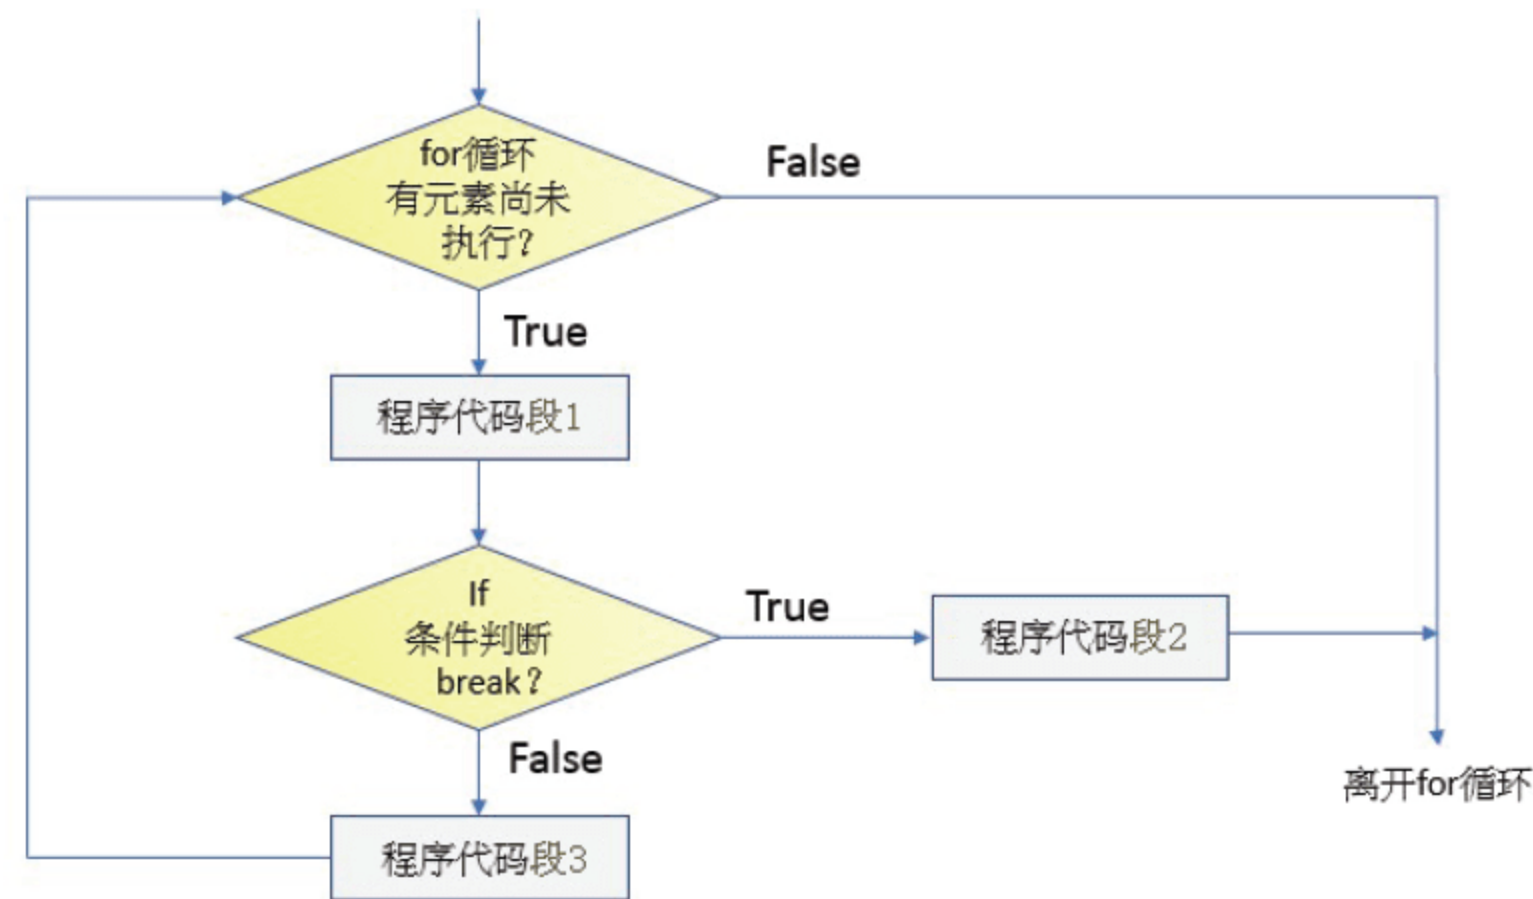 for循环
有元素尚未
执行?
False
True
程序代码段1
If
条件判断
break?
True
程序代码段2
False
离开for循环
程序代码段3